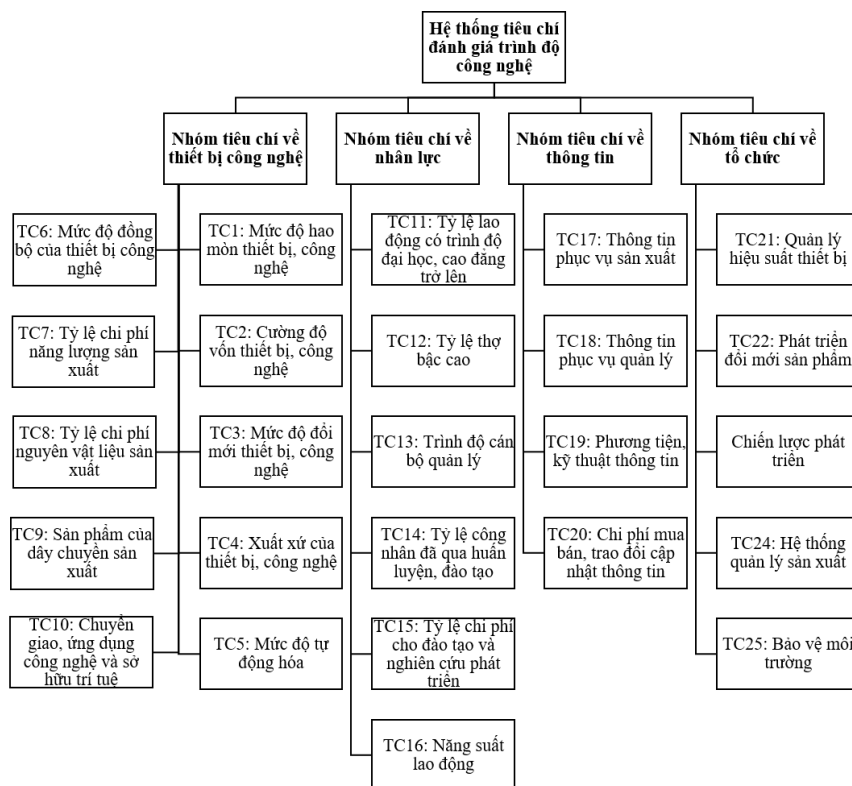 Hệ thống tiêu chí
đánh giá trình độ
công nghệ
Nhóm tiêu chí về
thiết bị công nghệ
Nhóm tiêu chí về
nhân lực
Nhóm tiêu chí về
thông tin
Nhóm tiêu chí về
tổ chức
TC6: Mức độ đồng
bộ của thiết bị công
nghệ
TC1: Mức độ hao
mòn thiết bị, công
nghệ
TC11: Tỷ lệ lao
động có trình độ
đại học, cao đẳng
trở lên
TC17: Thông tin
phục vụ sản xuất
TC21: Quản lý
hiệu suất thiết bị
TC7: Tỷ lệ chi phí
năng lượng sản
xuất
TC2: Cường độ
vốn thiết bị, công
nghệ
TC12: Tỷ lệ thợ
bậc cao
TC18: Thông tin
phục vụ quản lý
TC22: Phát triển
đổi mới sản phẩm
TC8: Tỷ lệ chi phí
nguyên vật liệu sản
xuất
TC3: Mức độ đổi
mới thiết bị, công
nghệ
TC13: Trình độ cán
bộ quản lý
TC19: Phương tiện,
kỹ thuật thông tin
Chiến lược phát
triển
TC9: Sản phẩm của
dây chuyền sản
xuất
TC4: Xuất xứ của
thiết bị, công nghệ
TC14: Tỷ lệ công
nhân đã qua huấn
luyện, đào tạo
TC20: Chi phí mua
bán, trao đổi cập
nhật thông tin
TC24: Hệ thống
quản lý sản xuất
TC10: Chuyển
giao, ứng dụng
công nghệ và sở
hữu trí tuệ
TC5: Mức độ tự
động hóa
TC15: Tỷ lệ chi phí
cho đào tạo và
nghiên cứu phát
triển
TC25: Bảo vệ môi
trường
TC16: Năng suất
lao động